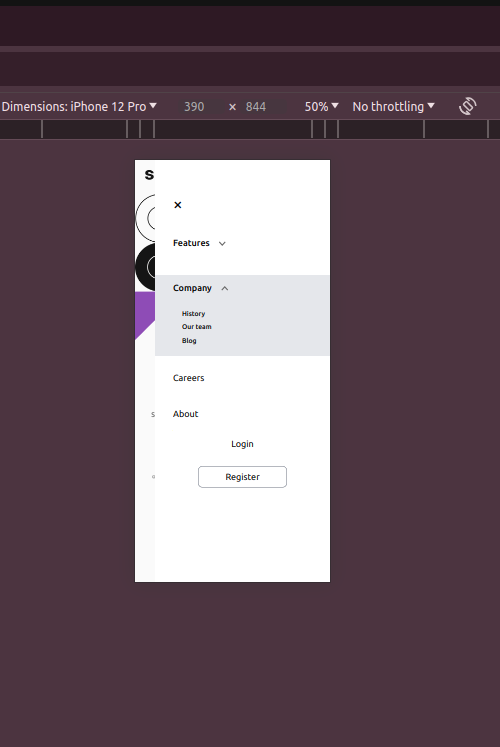 Dimensions: iPhone 12 Pro 390 × 844 50% No throttling
s
×
Features
Company
History
Our team
Blog
Careers
S
About
Login
Register